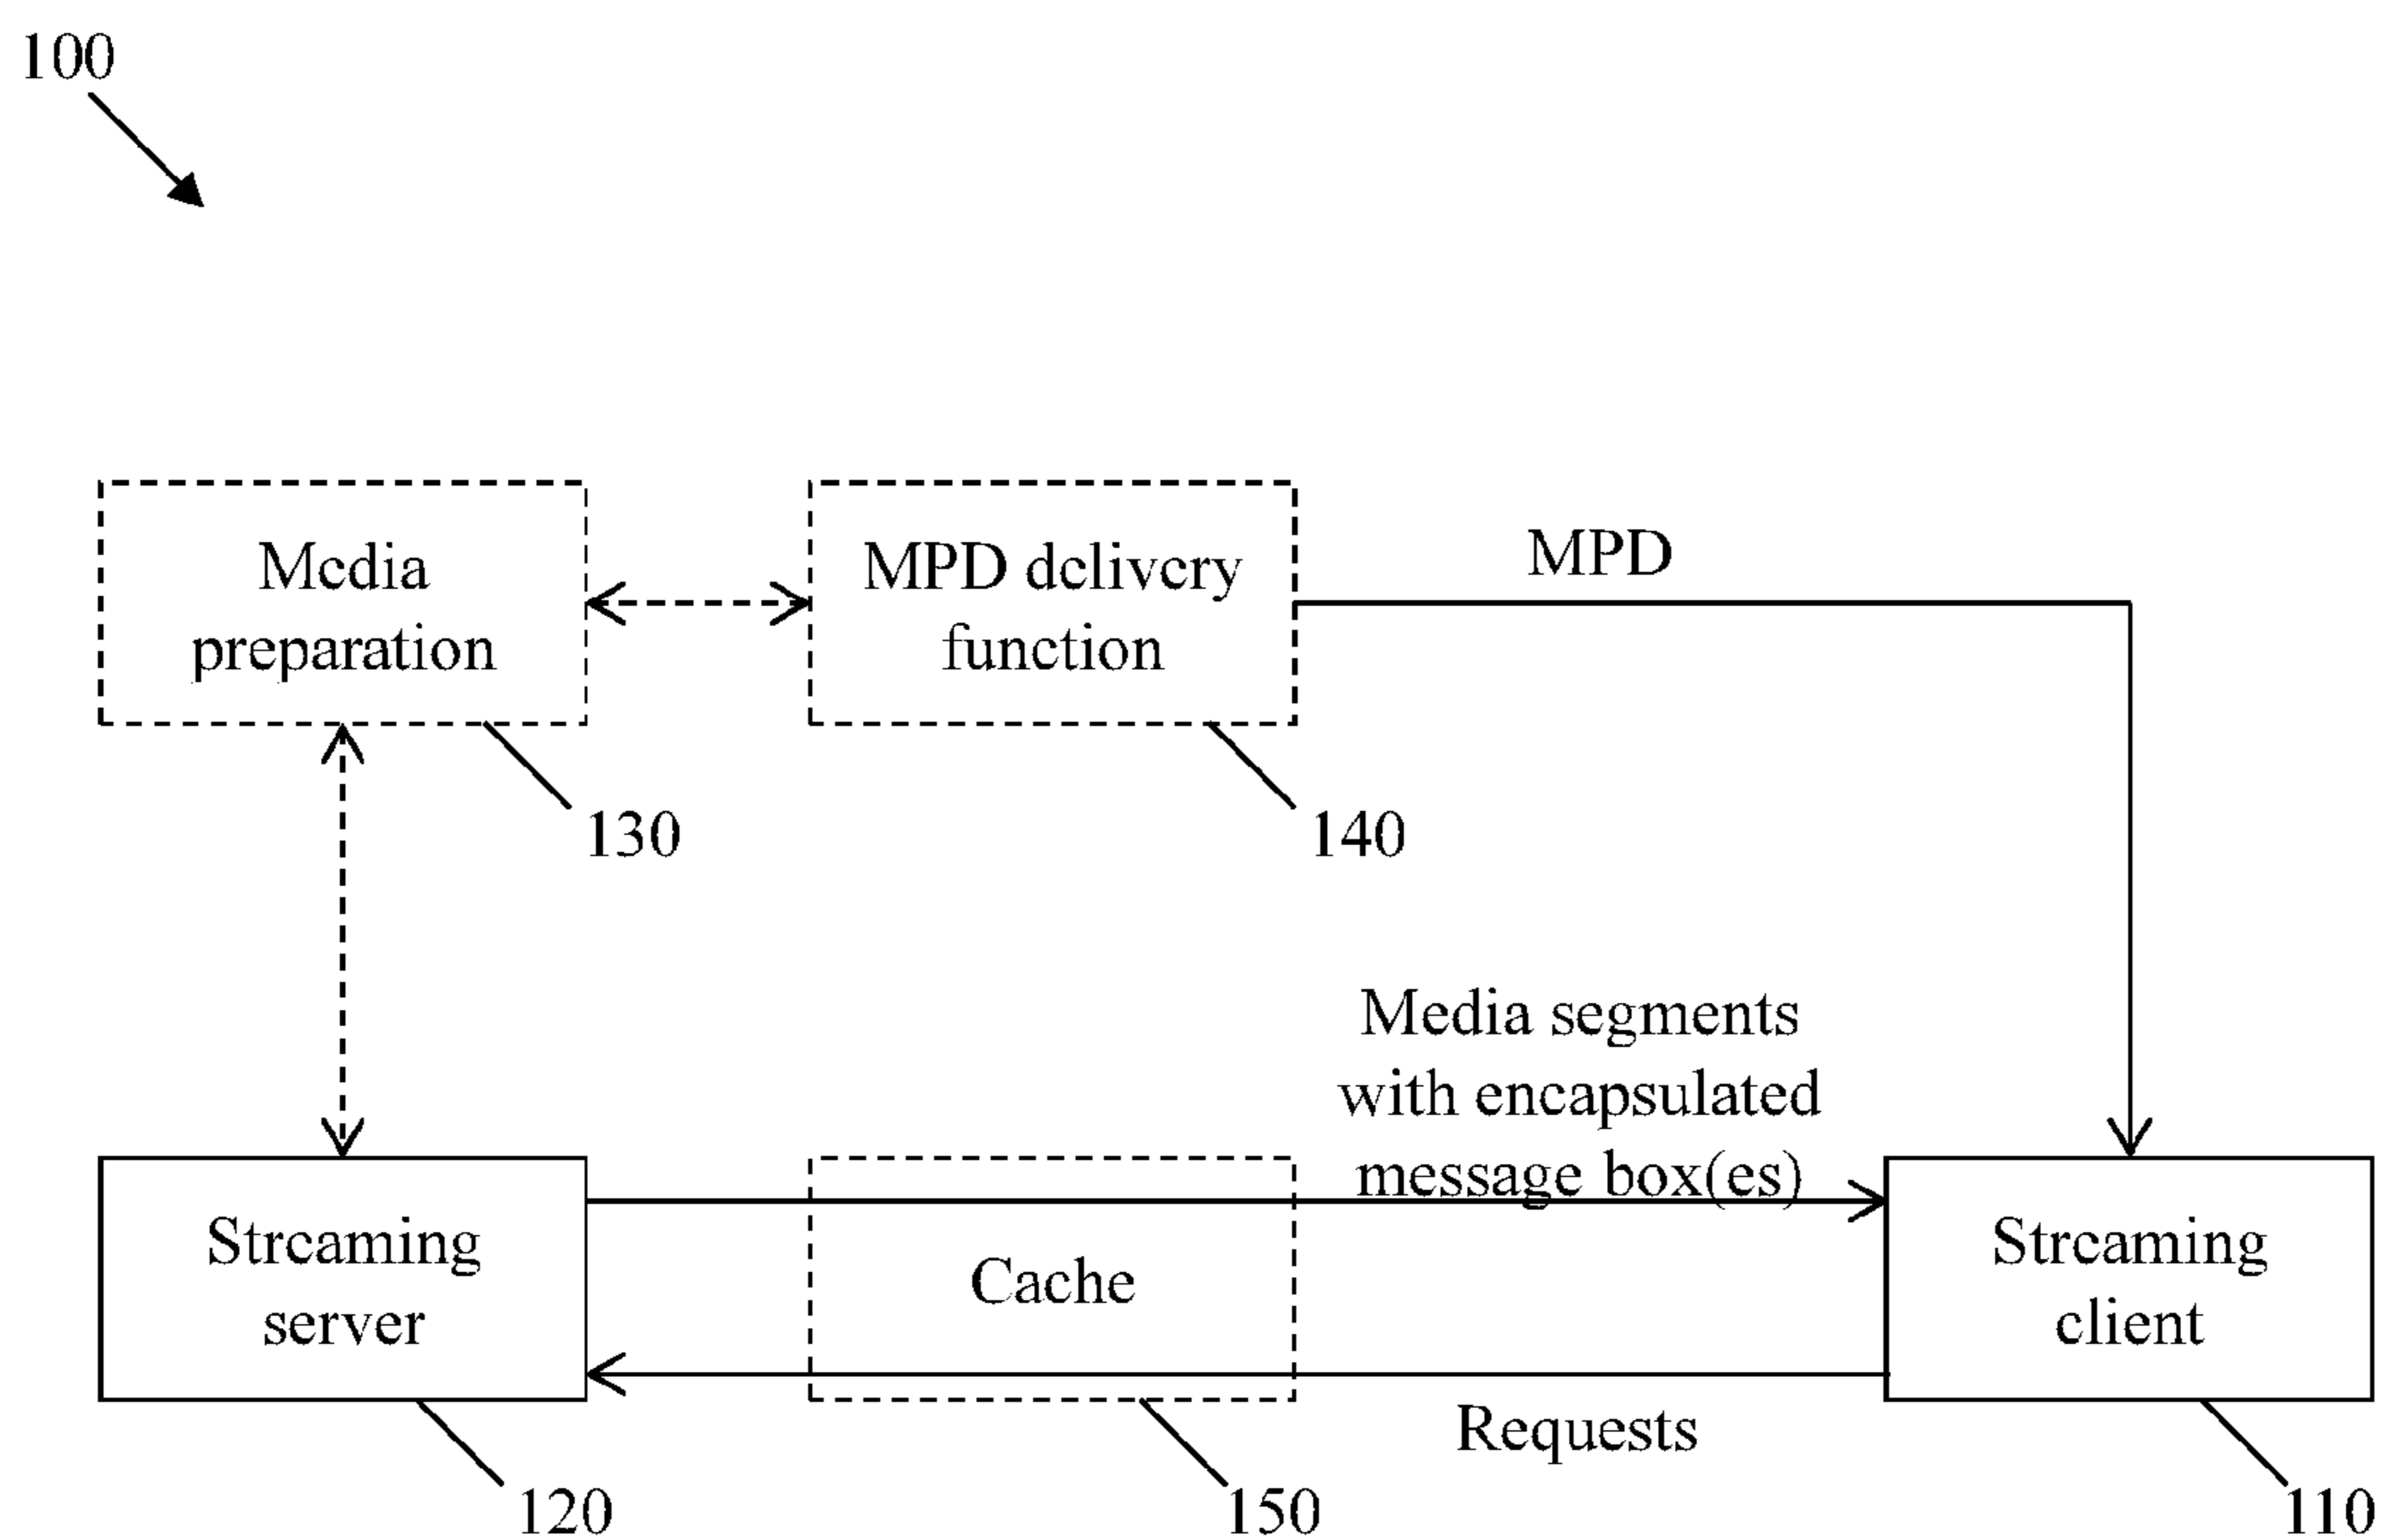 100
Media
preparation
MPD delivery
function
MPD
130
140
Media segments
with encapsulated
message box(es)
Streaming
server
Cache
Streaming
client
Requests
120
150
110